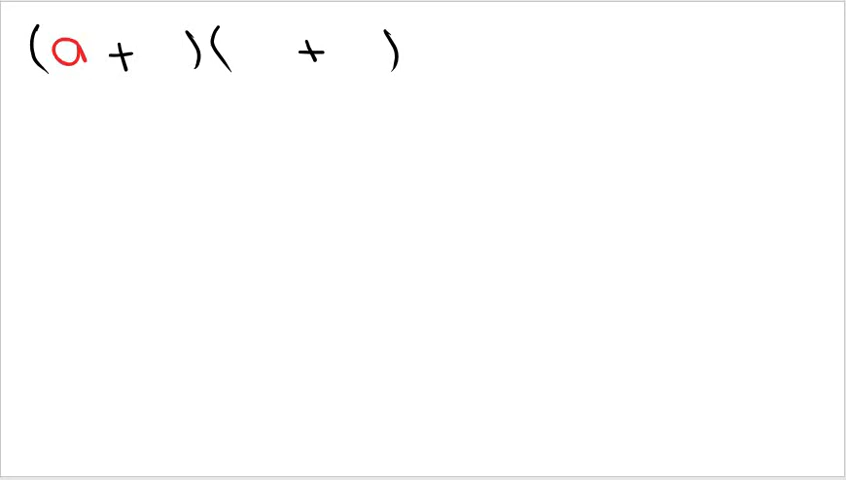 (a + )( + )